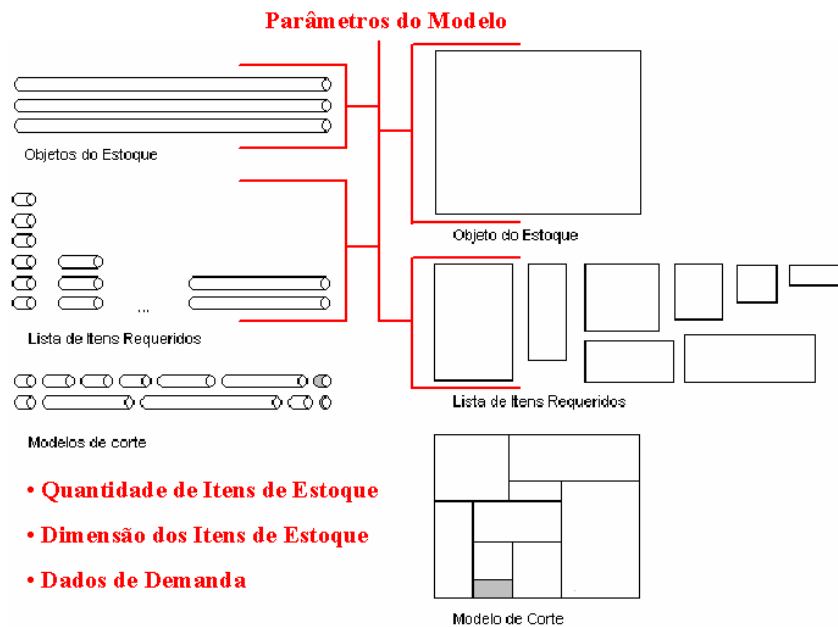 Parâmetros do Modelo
Objetos do Estoque
Objeto do Estoque
...
Lista de Itens Requeridos
Lista de Itens Requeridos
Modelos de corte
• Quantidade de Itens de Estoque
• Dimensão dos Itens de Estoque
• Dados de Demanda
Modelo de Corte